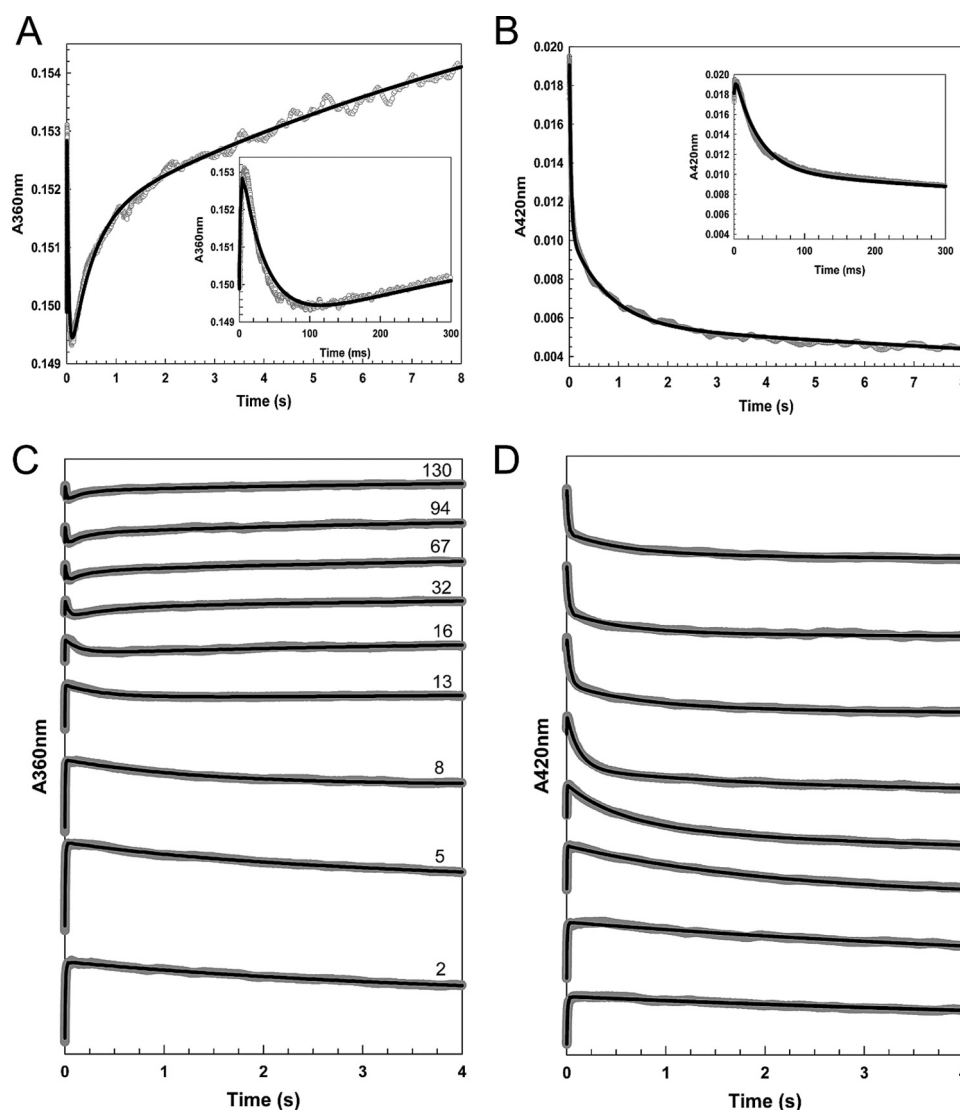 A
A360nm
0.154
0.153
0.152
0.151
0.150
0.149
0 1 2 3 4 5 6 7 8
Time (s)
A360nm
0.153
0.152
0.151
0.150
0.149
0 100 200 300
Time (ms)
B
A420nm
0.020
0.018
0.016
0.014
0.012
0.010
0.008
0.006
0.004
0 1 2 3 4 5 6 7 8
Time (s)
A420nm
0.020
0.018
0.016
0.014
0.012
0.010
0.008
0.006
0.004
0 100 200 300
Time (ms)
C
A360nm
130
94
67
32
16
13
8
5
2
0 1 2 3 4
Time (s)
D
A420nm
0 1 2 3 4
Time (s)